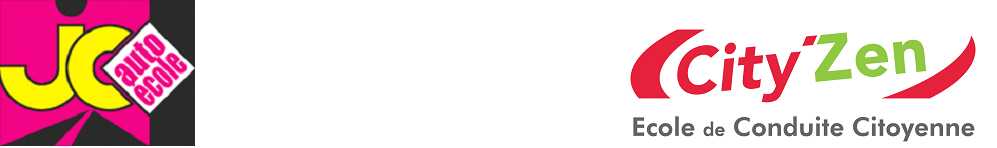 JC
auto
ecole
City'Zen
Ecole de Conduite Citoyenne